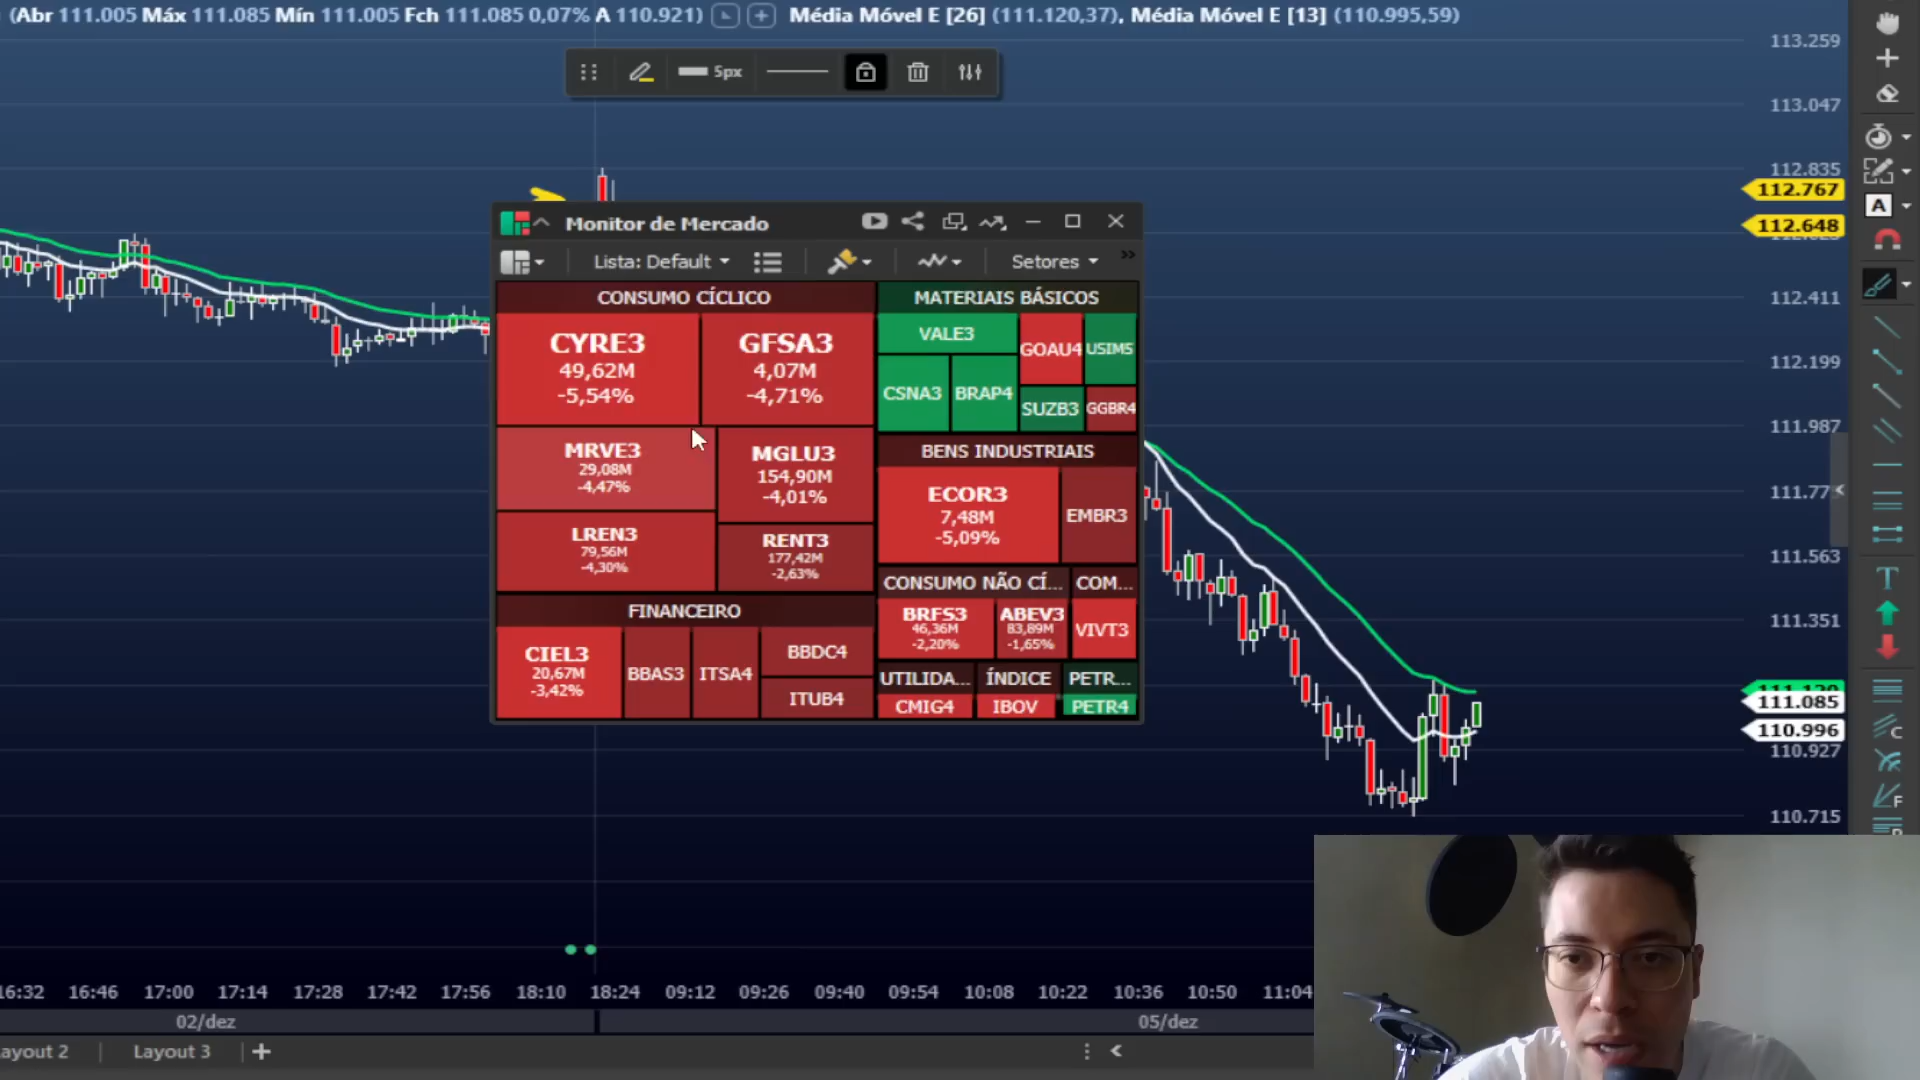 (Abr 111.005 Máx 111.085 Mín 111.005 Fch 111.085 0,07% A 110.921) Média Móvel E [26] (111.120,37), Média Móvel E [13] (110.995,59)
5px
Monitor de Mercado
Lista: Default
Setores
CONSUMO CÍCLICO
CYRE3
49,62M
-5,54%
GFSA3
4,07M
-4,71%
MRVE3
29,08M
-4,47%
MGLU3
154,90M
-4,01%
LREN3
79,56M
-4,30%
RENT3
177,42M
-2,63%
FINANCEIRO
CIEL3
20,67M
-3,42%
BBAS3
ITSA4
BBDC4
ITUB4
MATERIAIS BÁSICOS
VALE3
GOAU4
USIM5
CSNA3
BRAP4
SUZB3
GGBR4
BENS INDUSTRIAIS
ECOR3
7,48M
-5,09%
EMBR3
CONSUMO NÃO CÍ...
COM...
BRFS3
46,36M
-2,20%
ABEV3
83,89M
-1,65%
VIVT3
UTILIDA...
ÍNDICE
PETR...
CMIG4
IBOV
PETR4
113.259
113.047
112.835
112.767
112.648
112.411
112.199
111.987
111.77
111.563
111.351
111.085
110.996
110.927
110.715
A
T
C
F
16:32 16:46 17:00 17:14 17:28 17:42 17:56 18:10 18:24 09:12 09:26 09:40 09:54 10:08 10:22 10:36 10:50 11:04
02/dez 05/dez
ayout 2 Layout 3